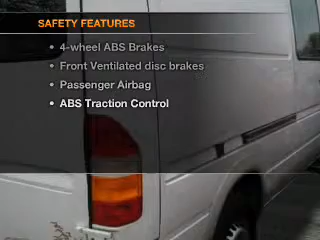 SAFETY FEATURES
• 4-wheel ABS Brakes
• Front Ventilated disc brakes
• Passenger Airbag
• ABS Traction Control